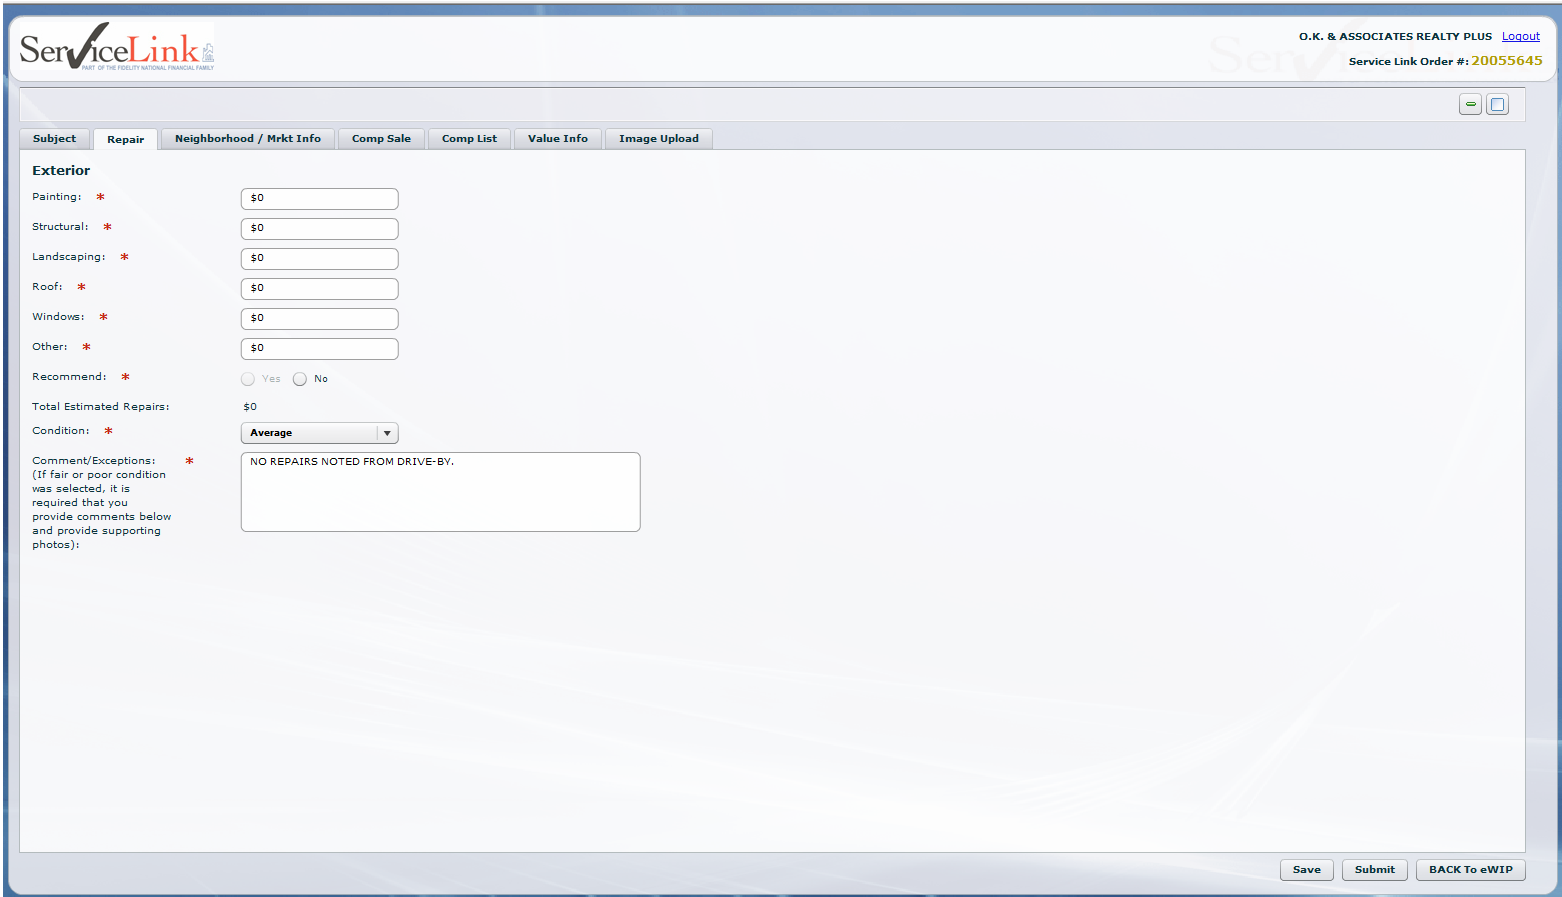 ServiceLink
PART OF THE FIDELITY NATIONAL FINANCIAL FAMILY
O.K. & ASSOCIATES REALTY PLUS Logout
Service Link Order #: 20055645
Subject Repair Neighborhood / Mrkt Info Comp Sale Comp List Value Info Image Upload
Exterior
Painting: * $0
Structural: * $0
Landscaping: * $0
Roof: * $0
Windows: * $0
Other: * $0
Recommend: * Yes No
Total Estimated Repairs: $0
Condition: * Average
Comment/Exceptions: * NO REPAIRS NOTED FROM DRIVE-BY.
(If fair or poor condition
was selected, it is
required that you
provide comments below
and provide supporting
photos):
Save Submit BACK To eWIP